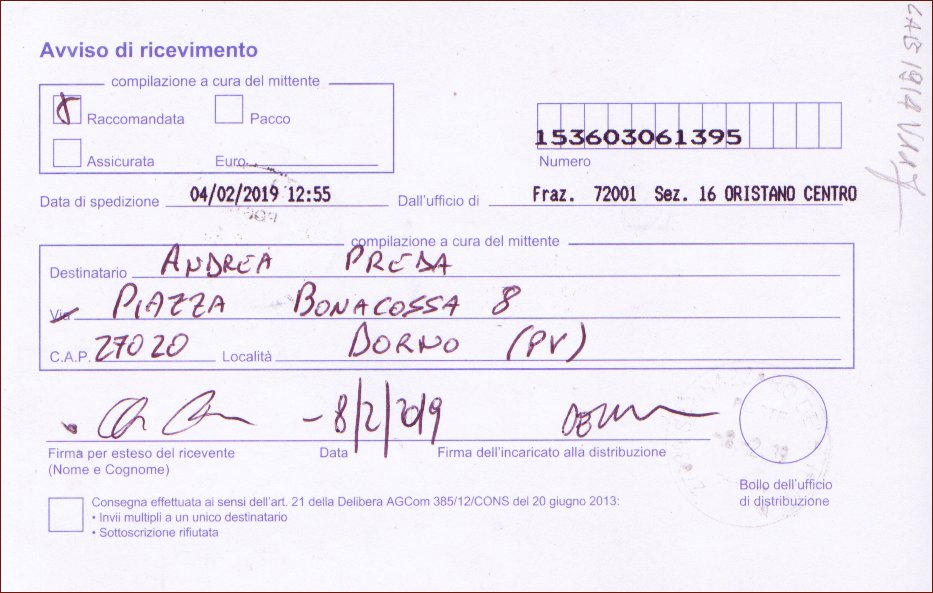 Avviso di ricevimento
compilazione a cura del mittente
Raccomandata Pacco
Assicurata Euro
153603061395
Numero
Data di spedizione 04/02/2019 12:55 Dall'ufficio di Fraz. 72001 Sez. 16 ORISTANO CENTRO
compilazione a cura del mittente
Destinatario ANDREA PREDA
Via PIAZZA BONACOSSA 8
C.A.P. 27020 Località DORNO (PV)
-8/2/2019
Firma per esteso del ricevente
(Nome e Cognome)
Data
Firma dell'incaricato alla distribuzione
Bollo dell'ufficio
di distribuzione
Consegna effettuata ai sensi dell'art. 21 della Delibera AGCom 385/12/CONS del 20 giugno 2013:
• Invii multipli a un unico destinatario
• Sottoscrizione rifiutata